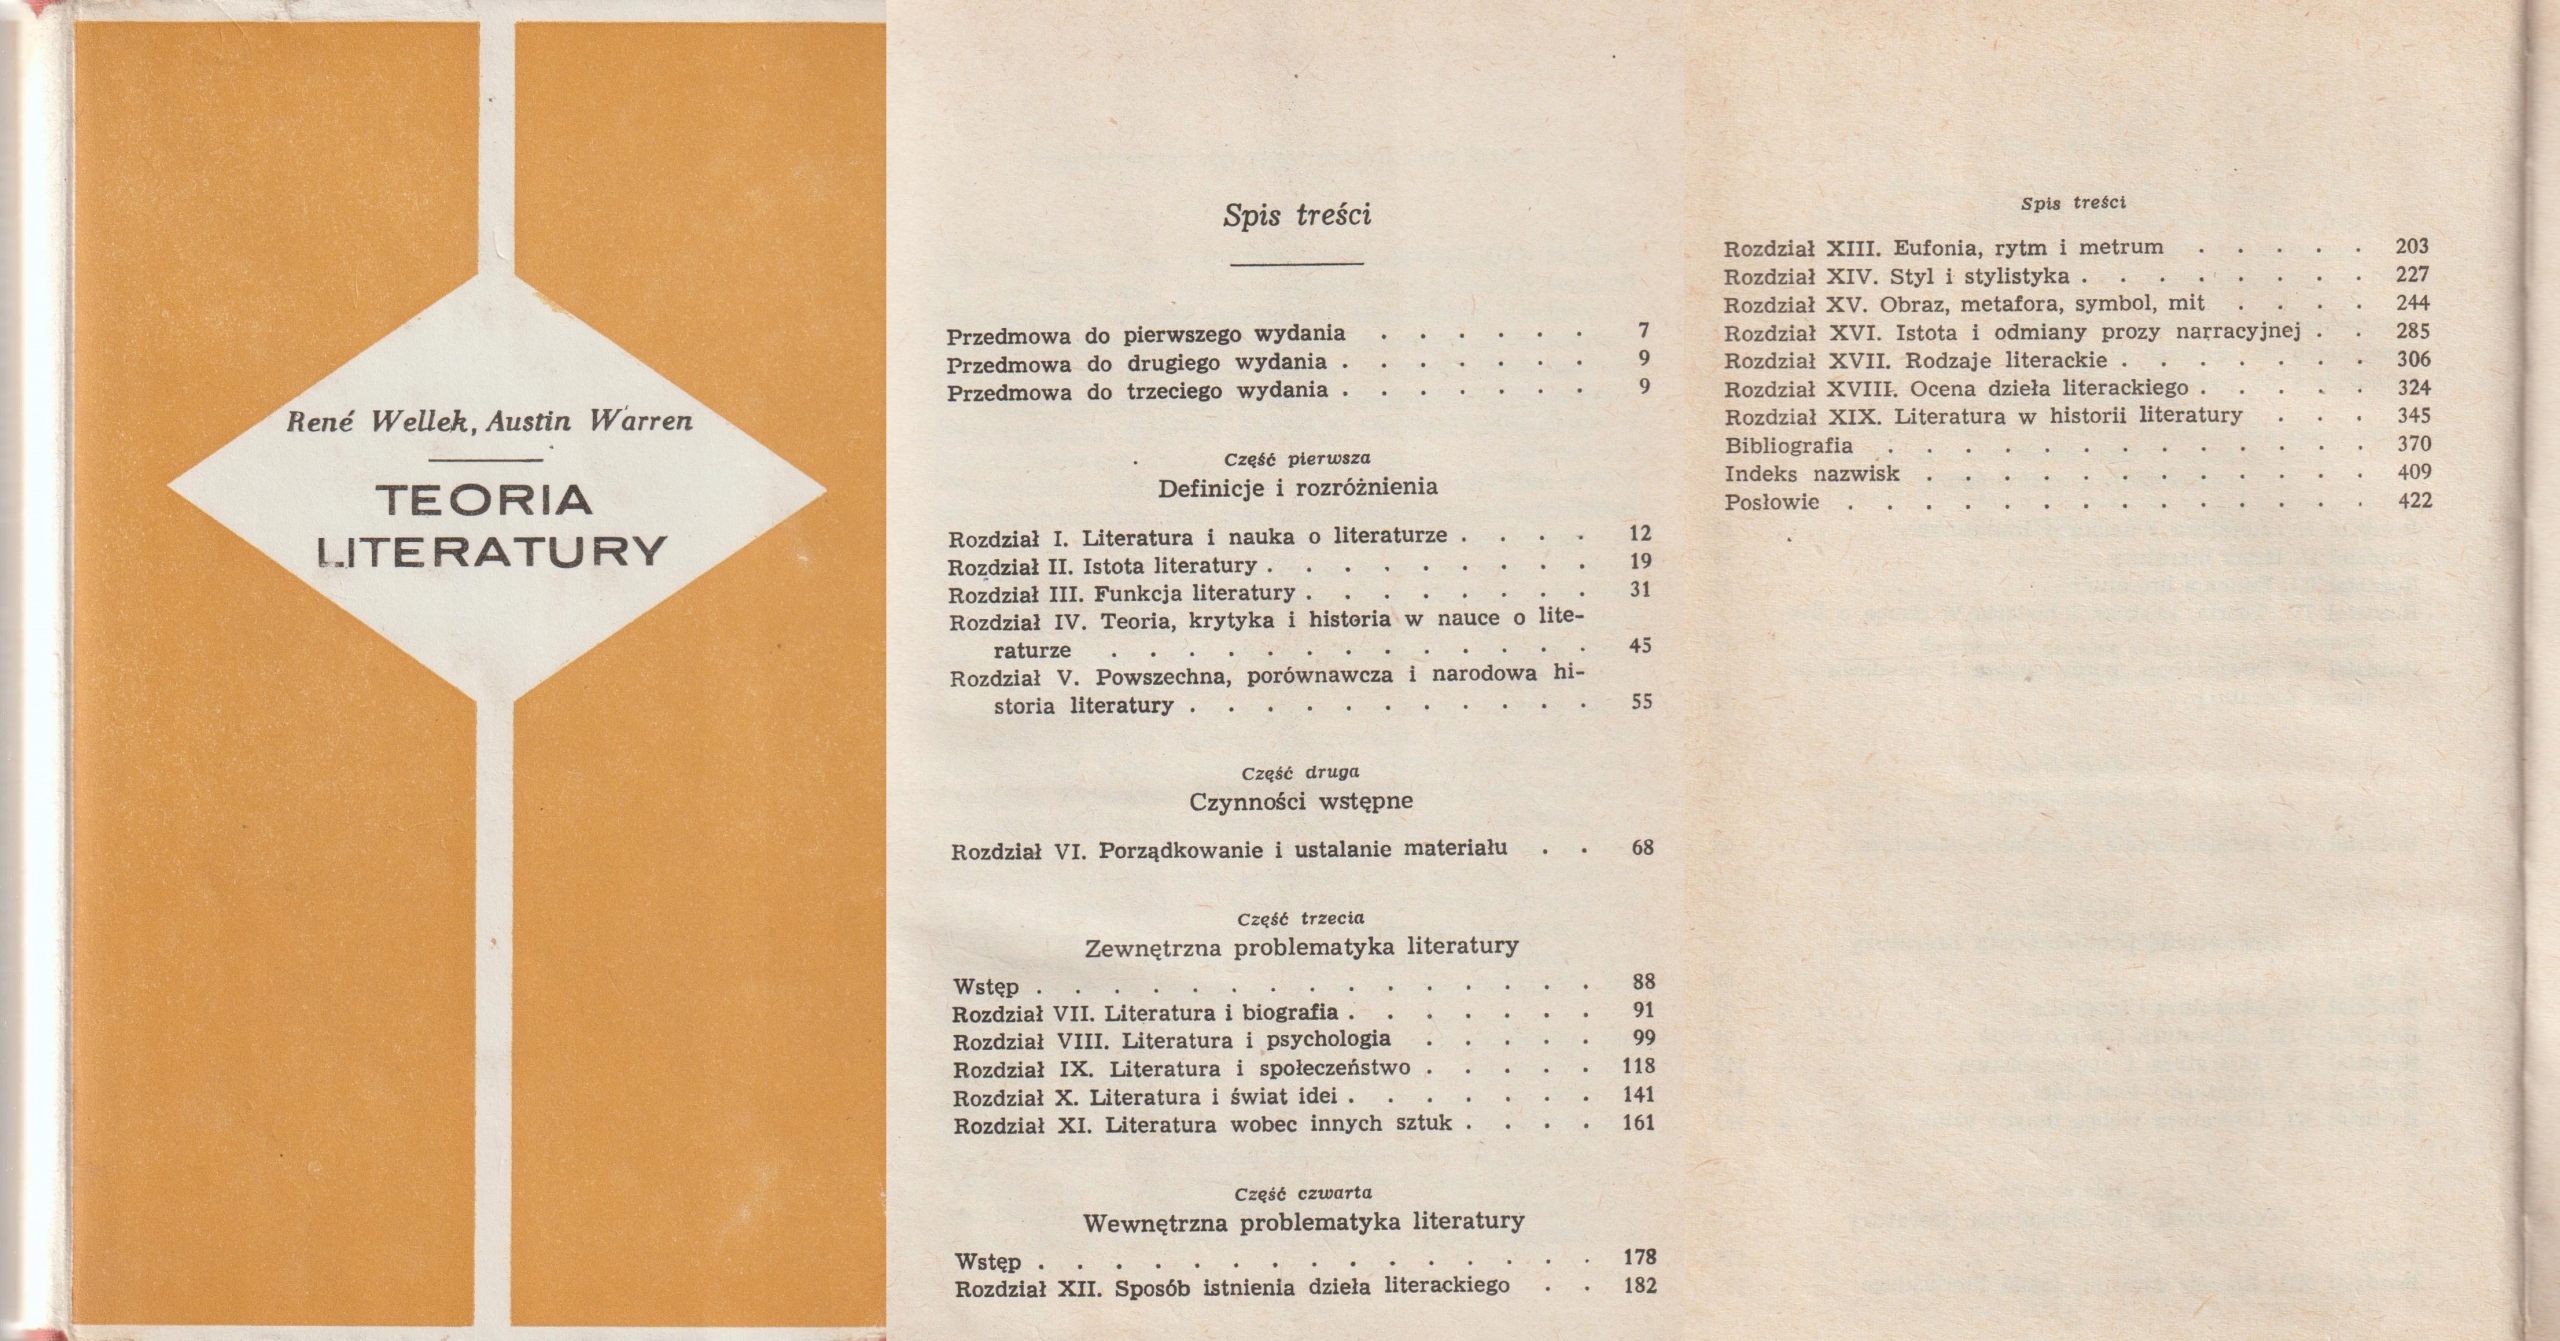 René Wellek, Austin Warren
TEORIA
LITERATURY
Spis treści
Przedmowa do pierwszego wydania . . . . . . 7
Przedmowa do drugiego wydania . . . . . . . 9
Przedmowa do trzeciego wydania . . . . . . . 9
Część pierwsza
Definicje i rozróżnienia
Rozdział I. Literatura i nauka o literaturze . . . . 12
Rozdział II. Istota literatury . . . . . . . . . 19
Rozdział III. Funkcja literatury . . . . . . . . 31
Rozdział IV. Teoria, krytyka i historia w nauce o lite-
raturze . . . . . . . . . . . . . 45
Rozdział V. Powszechna, porównawcza i narodowa hi-
storia literatury . . . . . . . . . . . 55
Część druga
Czynności wstępne
Rozdział VI. Porządkowanie i ustalanie materiału . . 68
Część trzecia
Zewnętrzna problematyka literatury
Wstęp . . . . . . . . . . . . . . . 88
Rozdział VII. Literatura i biografia . . . . . . . 91
Rozdział VIII. Literatura i psychologia . . . . . 99
Rozdział IX. Literatura i społeczeństwo . . . . . 118
Rozdział X. Literatura i świat idei . . . . . . . 141
Rozdział XI. Literatura wobec innych sztuk . . . . 161
Część czwarta
Wewnętrzna problematyka literatury
Wstęp . . . . . . . . . . . . . . . 178
Rozdział XII. Sposób istnienia dzieła literackiego . . 182
Spis treści
Rozdział XIII. Eufonia, rytm i metrum . . . . . 203
Rozdział XIV. Styl i stylistyka . . . . . . . . 227
Rozdział XV. Obraz, metafora, symbol, mit . . . . 244
Rozdział XVI. Istota i odmiany prozy narracyjnej . . 285
Rozdział XVII. Rodzaje literackie . . . . . . . 306
Rozdział XVIII. Ocena dzieła literackiego . . . . . 324
Rozdział XIX. Literatura w historii literatury . . . 345
Bibliografia . . . . . . . . . . . . . 370
Indeks nazwisk . . . . . . . . . . . . 409
Posłowie . . . . . . . . . . . . . . 422